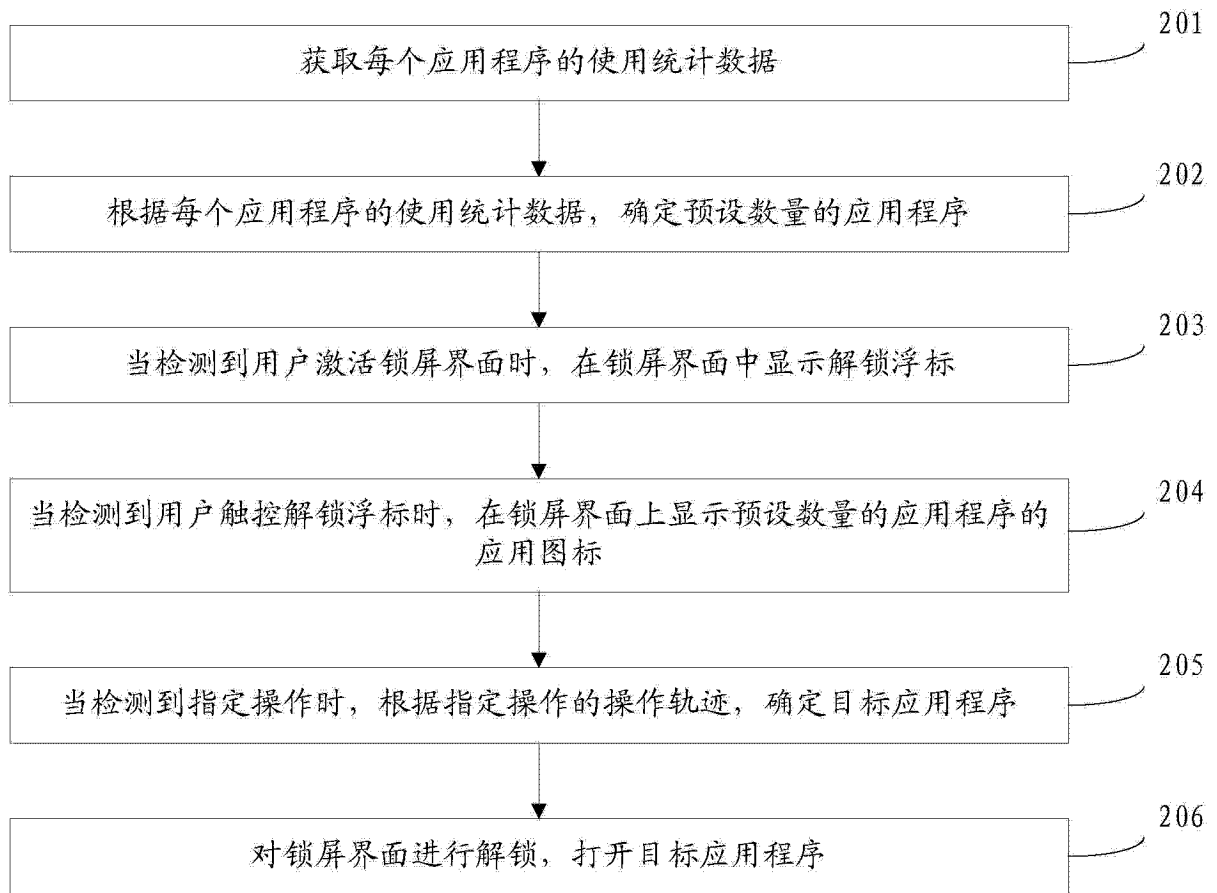 201
获取每个应用程序的使用统计数据
202
根据每个应用程序的使用统计数据，确定预设数量的应用程序
203
当检测到用户激活锁屏界面时，在锁屏界面中显示解锁浮标
204
当检测到用户触控解锁浮标时，在锁屏界面上显示预设数量的应用程序的
应用图标
205
当检测到指定操作时，根据指定操作的操作轨迹，确定目标应用程序
206
对锁屏界面进行解锁，打开目标应用程序